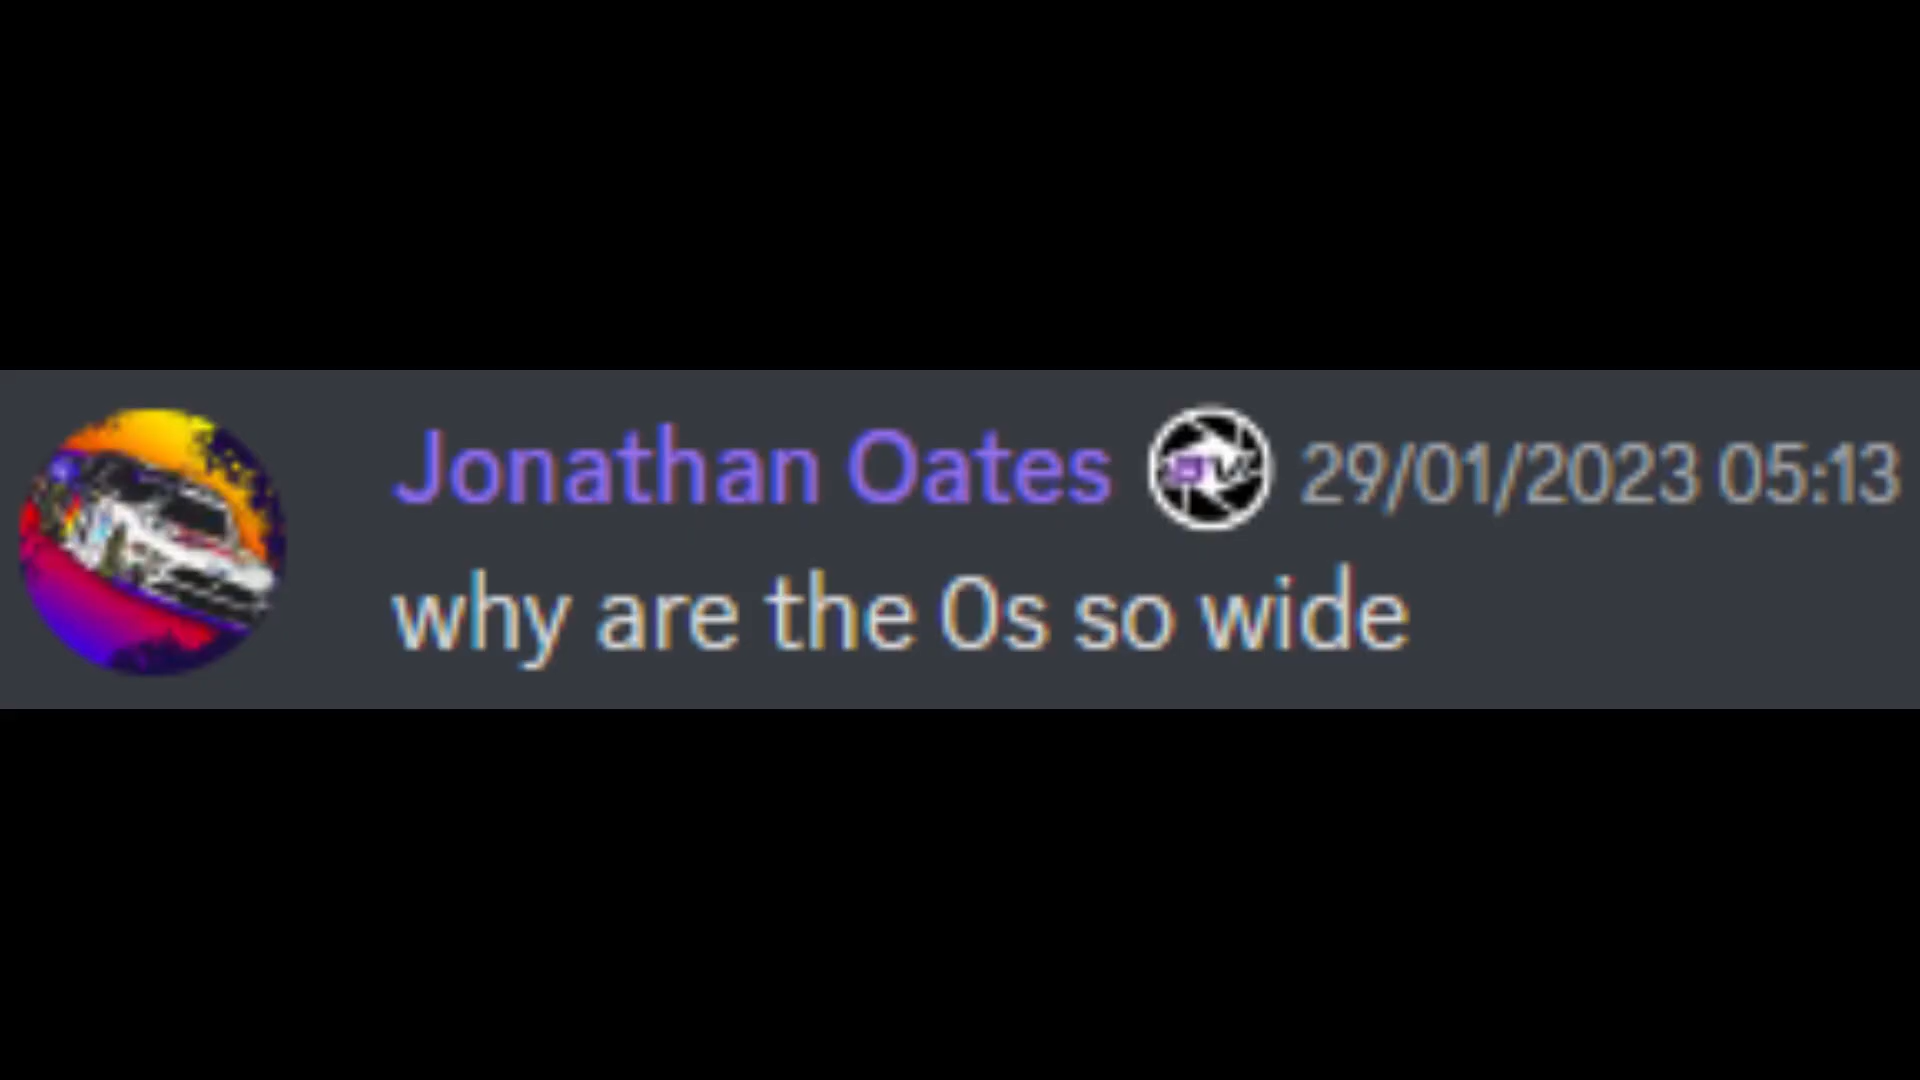 Jonathan Oates 29/01/2023 05:13
why are the 0s so wide